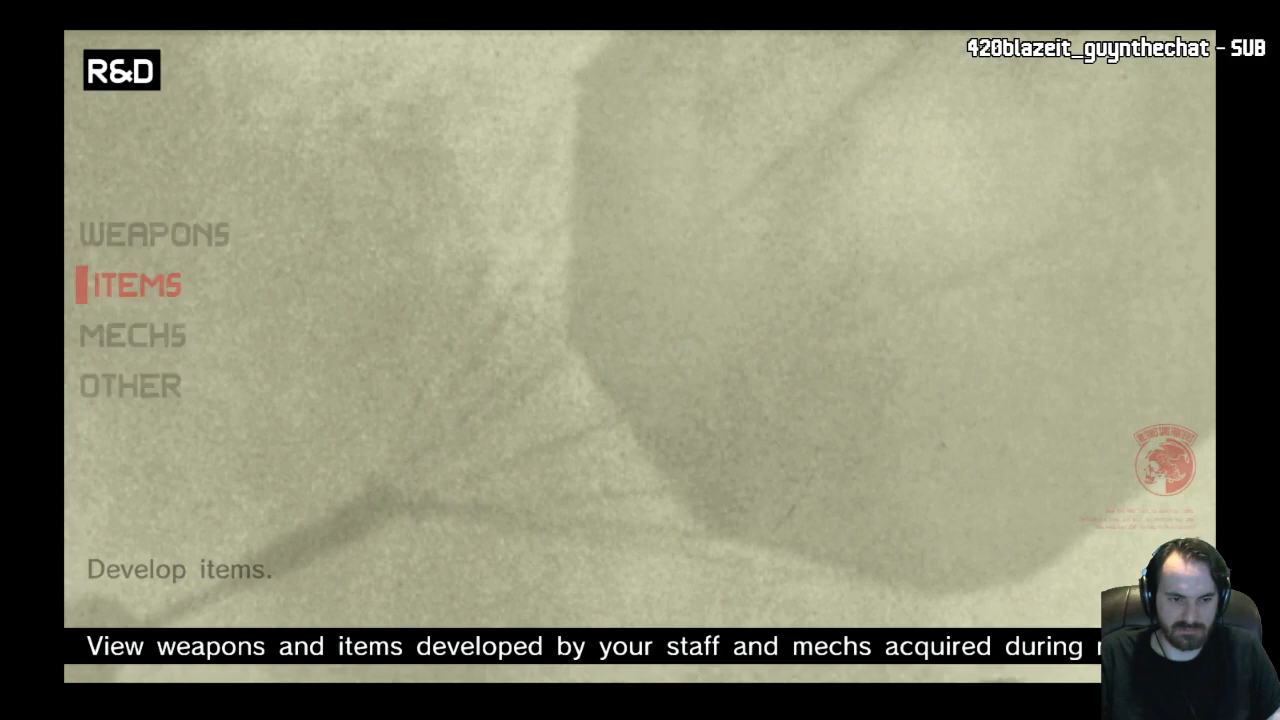 R&D
420blazeit_guynthechat - SUB
WEAPONS
ITEMS
MECHS
OTHER
Develop items.
View weapons and items developed by your staff and mechs acquired during